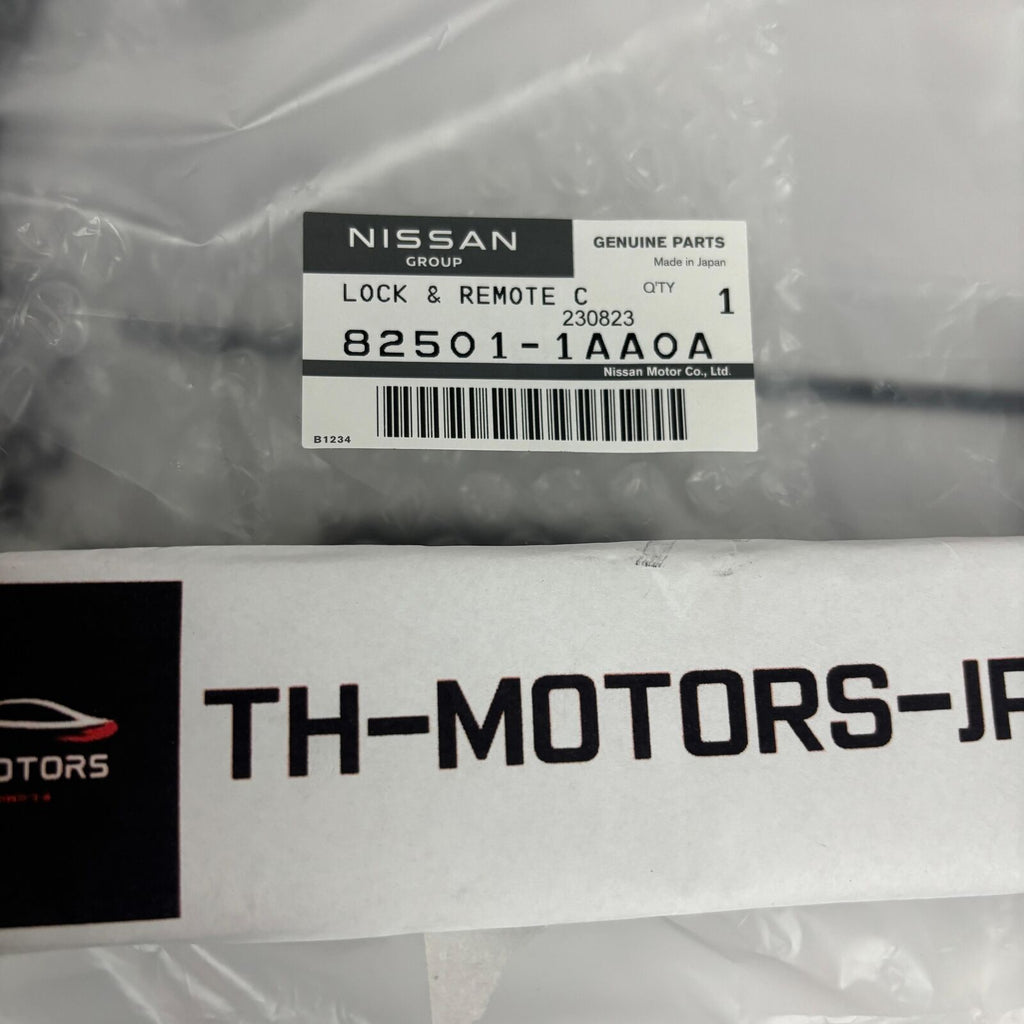 NISSAN
GROUP
GENUINE PARTS
Made in Japan
LOCK & REMOTE C
Q'TY
1
230823
82501-1AA0A
Nissan Motor Co., Ltd.
B1234
TH-MOTORS-JP
OTORS